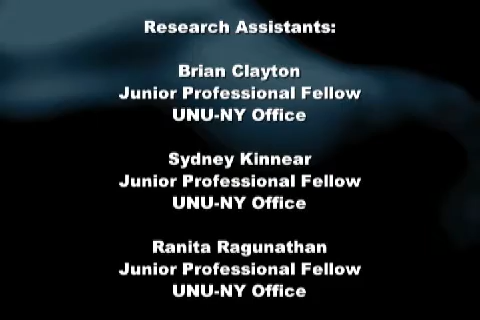 Research Assistants:
Brian Clayton
Junior Professional Fellow
UNU-NY Office
Sydney Kinnear
Junior Professional Fellow
UNU-NY Office
Ranita Ragunathan
Junior Professional Fellow
UNU-NY Office